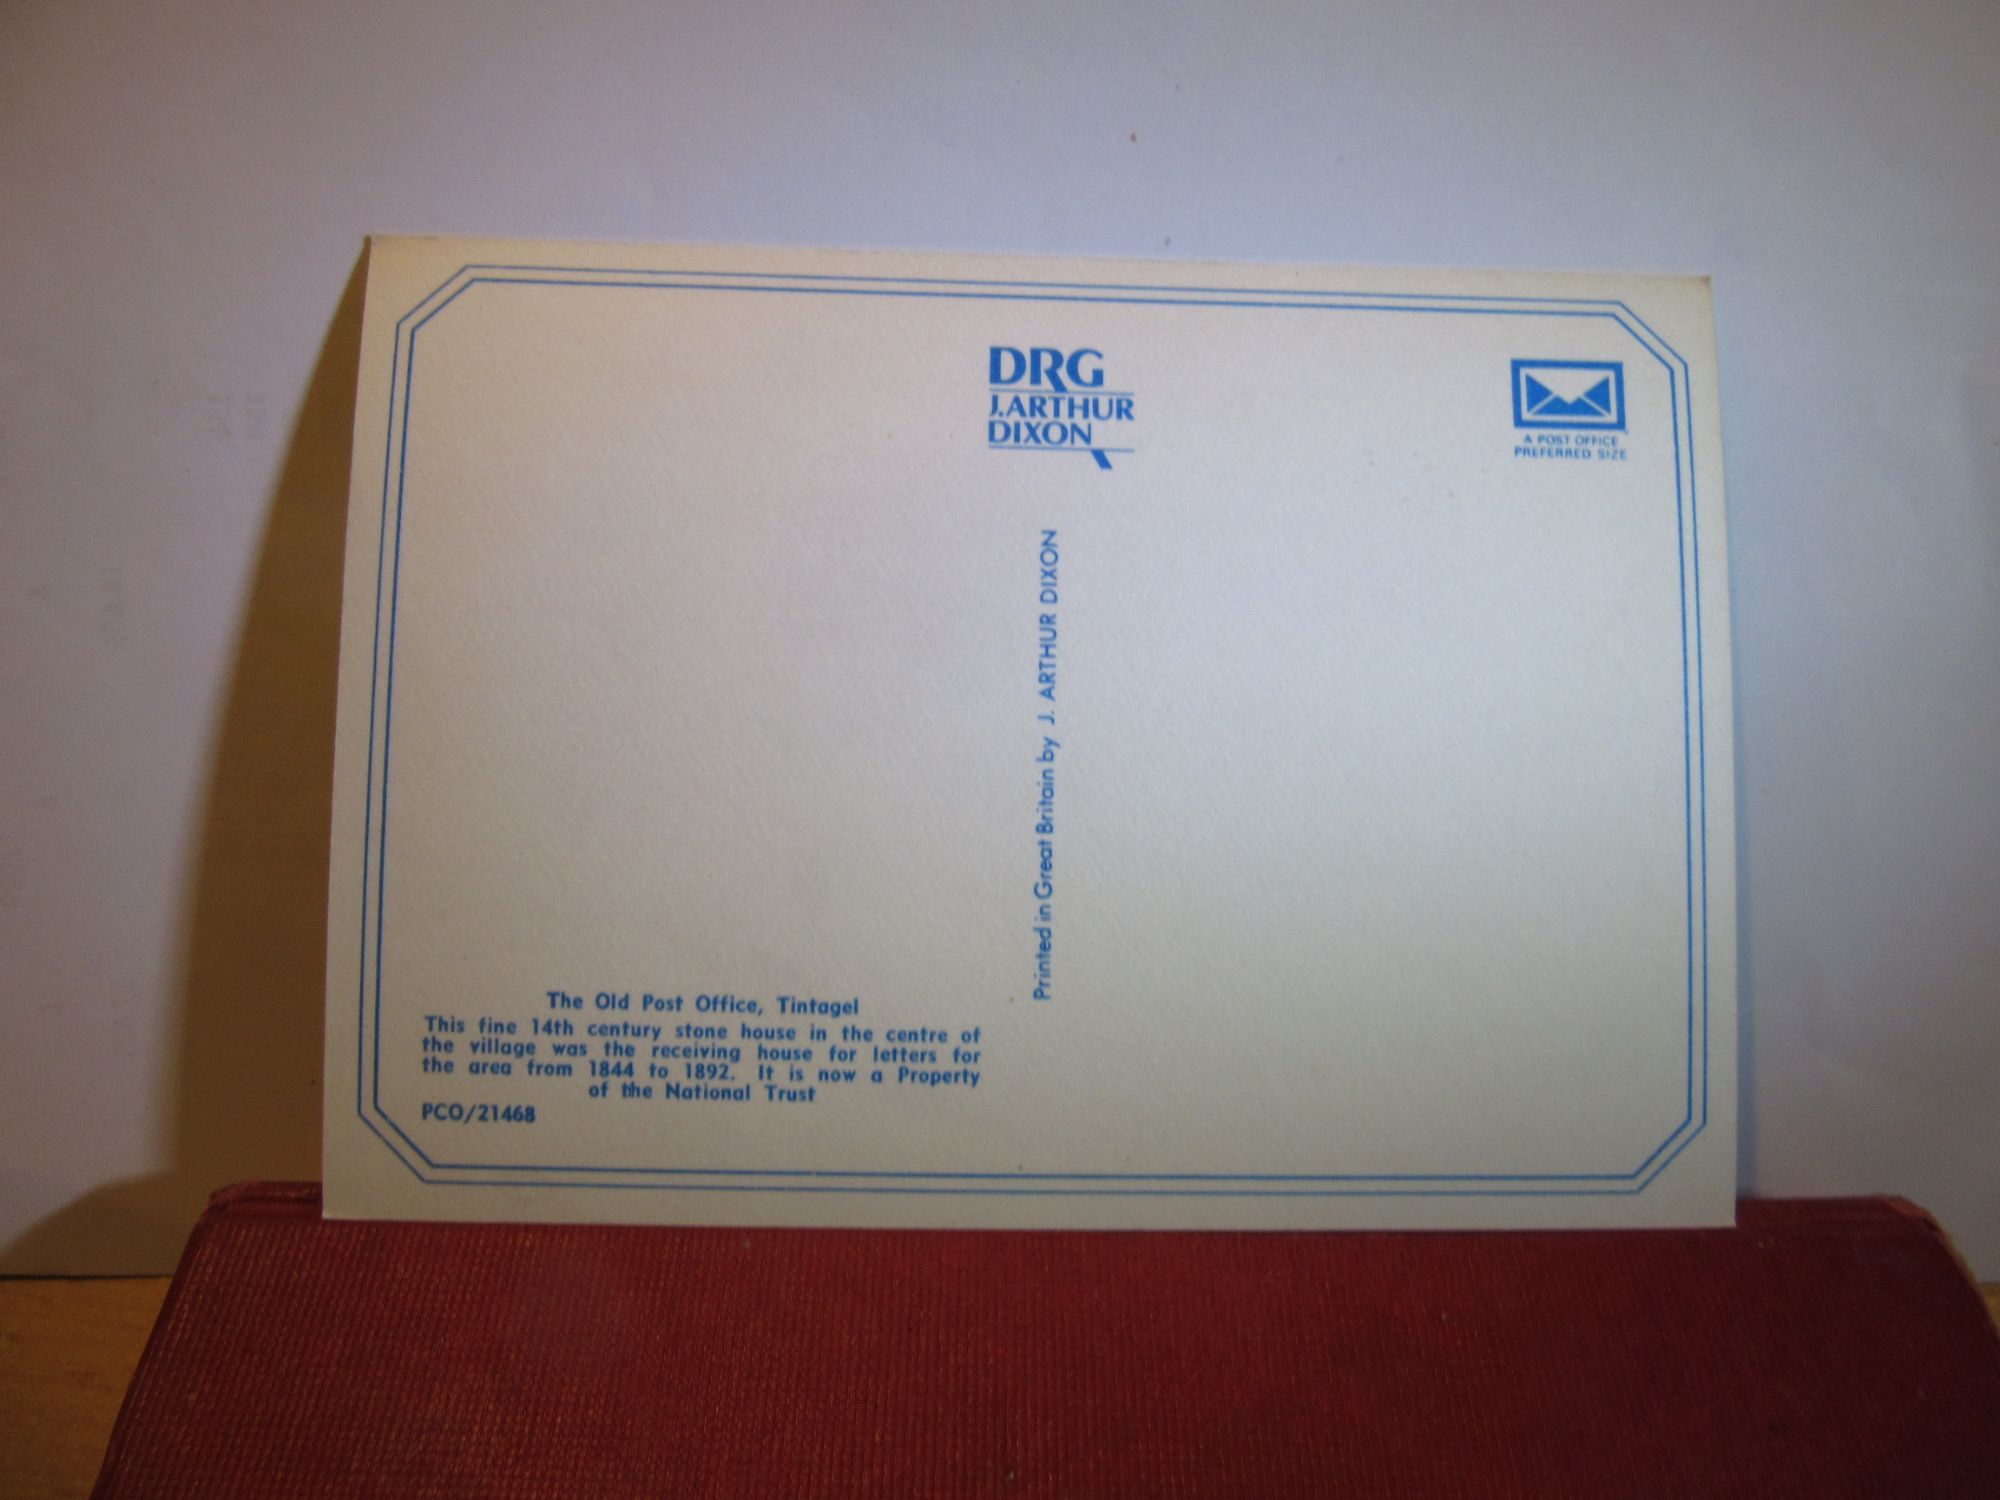 DRG
J.ARTHUR
DIXON
A POST OFFICE
PREFERRED SIZE
Printed in Great Britain by J. ARTHUR DIXON
The Old Post Office, Tintagel
This fine 14th century stone house in the centre of
the village was the receiving house for letters for
the area from 1844 to 1892. It is now a Property
of the National Trust
PCO/21468